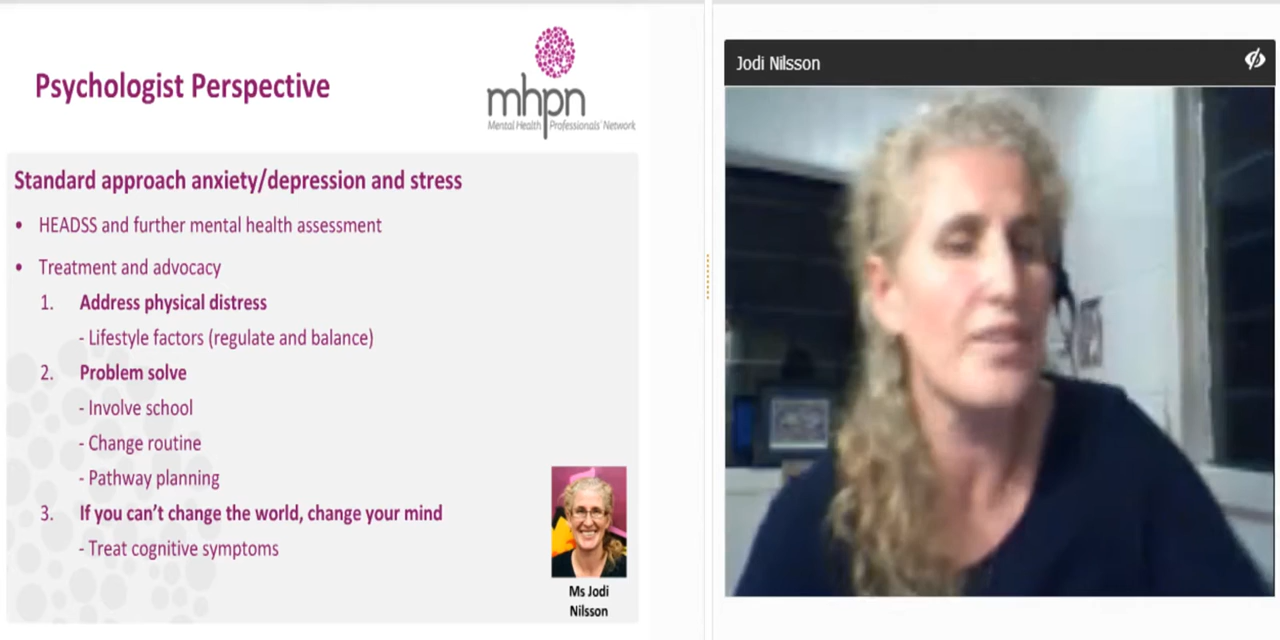 Psychologist Perspective
mhpn
Mental Health Professionals' Network
Standard approach anxiety/depression and stress
• HEADSS and further mental health assessment
• Treatment and advocacy
1. Address physical distress
- Lifestyle factors (regulate and balance)
2. Problem solve
- Involve school
- Change routine
- Pathway planning
3. If you can't change the world, change your mind
- Treat cognitive symptoms
Ms Jodi
Nilsson
Jodi Nilsson